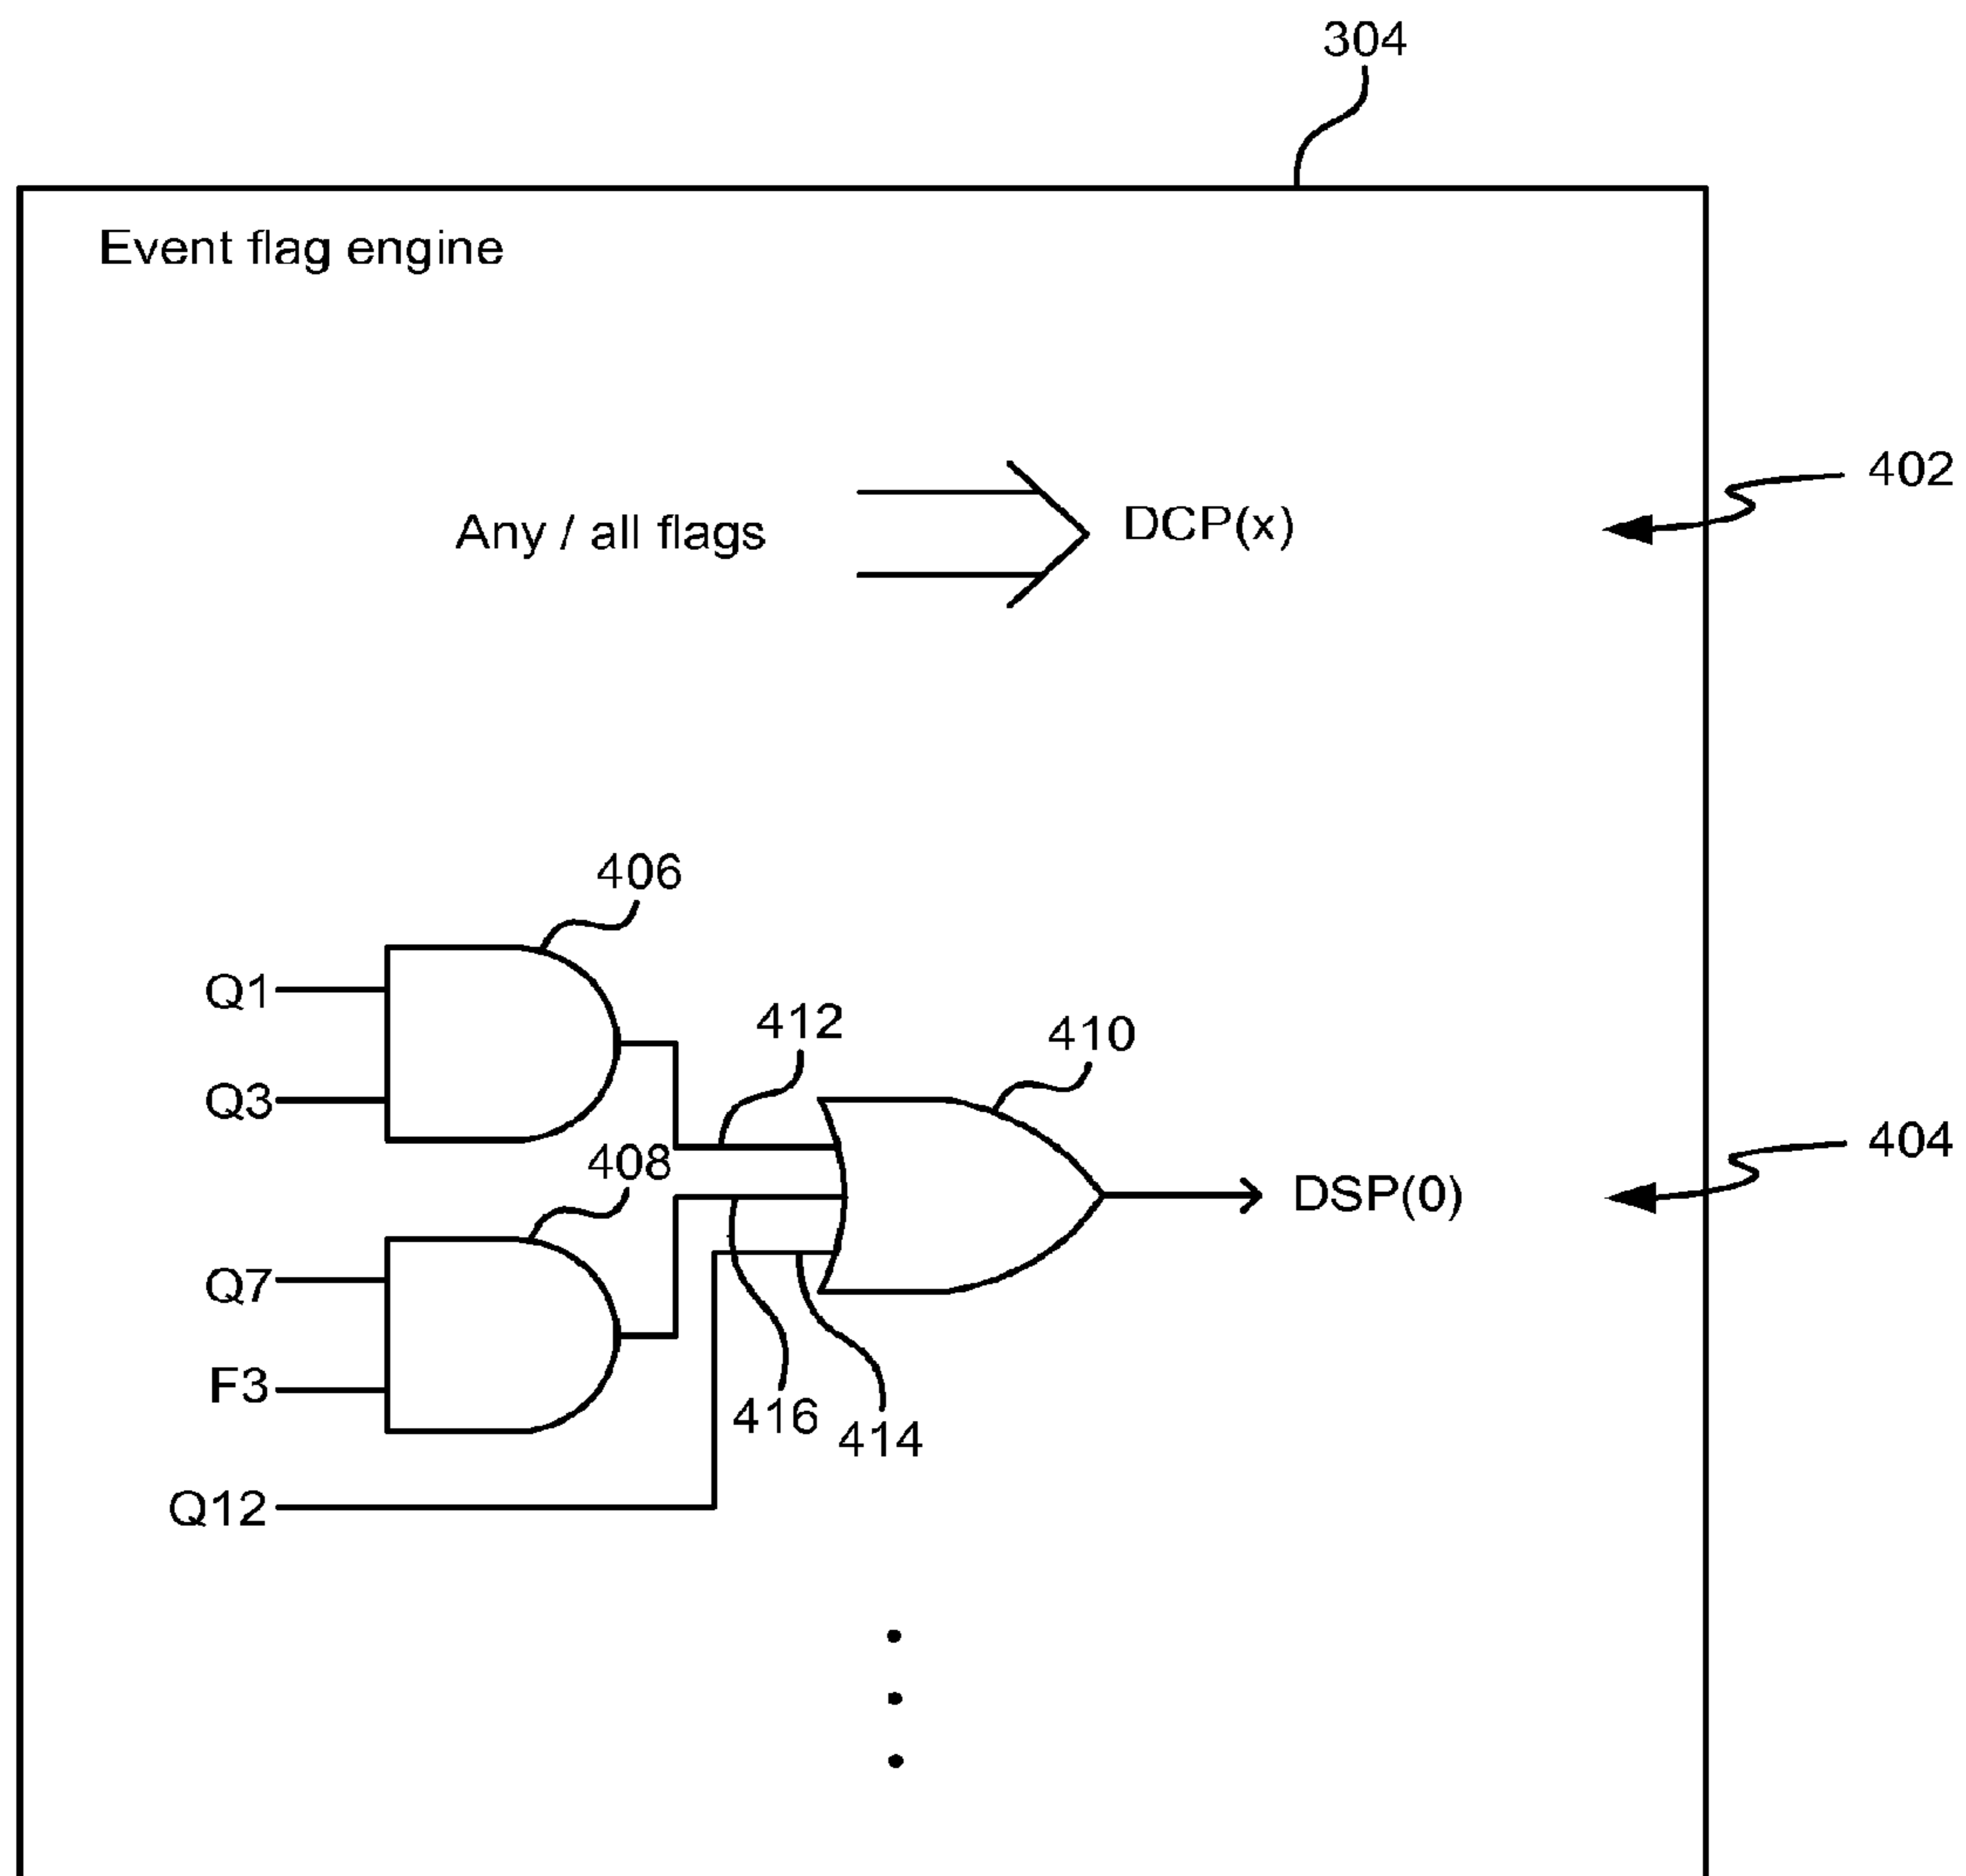 304
Event flag engine
402
Any / all flags
DCP(x)
406
Q1
412
410
Q3
404
408
DSP(0)
Q7
F3
416
414
Q12